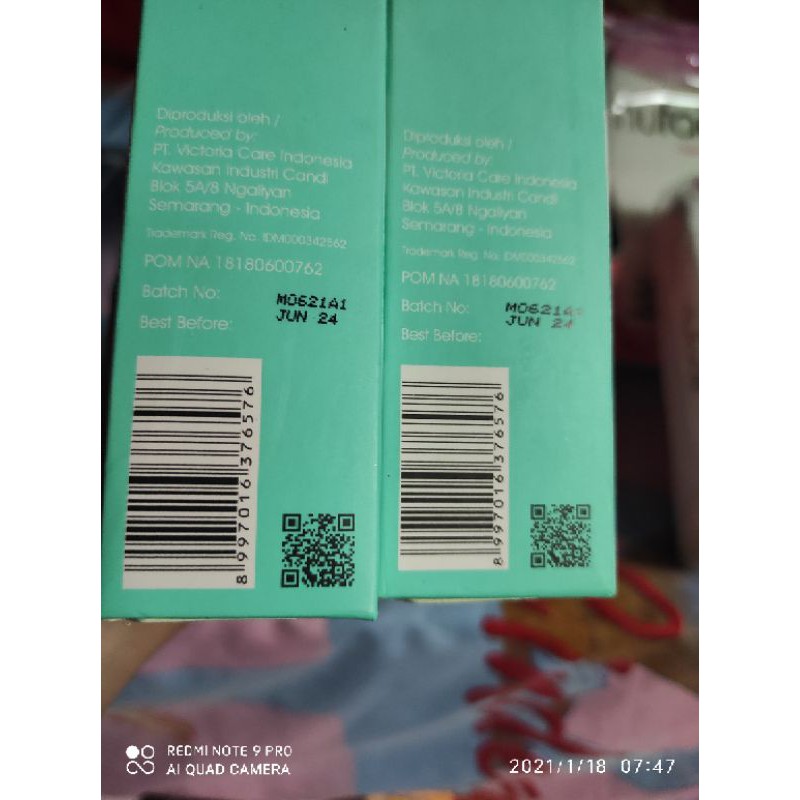 Diproduksi oleh /
Produced by:
PT. Victoria Care Indonesia
Kawasan Industri Candi
Blok 5A/8 Ngaliyan
Semarang - Indonesia
Trademark Reg. No. IDM000342562
POM NA 18180600762
Batch No: M0621A1
Best Before: JUN 24
8 997016 376576
Diproduksi oleh /
Produced by:
PT. Victoria Care Indonesia
Kawasan Industri Candi
Blok 5A/8 Ngaliyan
Semarang - Indonesia
Trademark Reg. No. IDM000342562
POM NA 18180600762
Batch No: M0621A1
Best Before: JUN 24
8 997016 376576
REDMI NOTE 9 PRO
AI QUAD CAMERA
2021/1/18 07:47